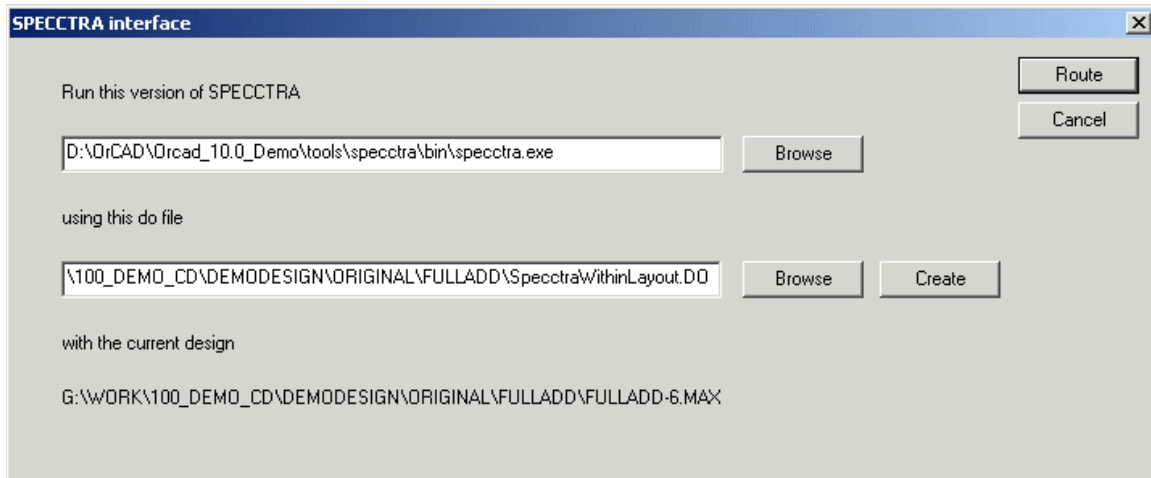 SPECCTRA interface
Route
Run this version of SPECCTRA
Cancel
D:\OrCAD\Orcad_10.0_Demo\tools\specctra\bin\specctra.exe
Browse
using this do file
\100_DEMO_CD\DEMODESIGN\ORIGINAL\FULLADD\SpecctraWithinLayout.DO
Browse
Create
with the current design
G:\WORK\100_DEMO_CD\DEMODESIGN\ORIGINAL\FULLADD\FULLADD-6.MAX